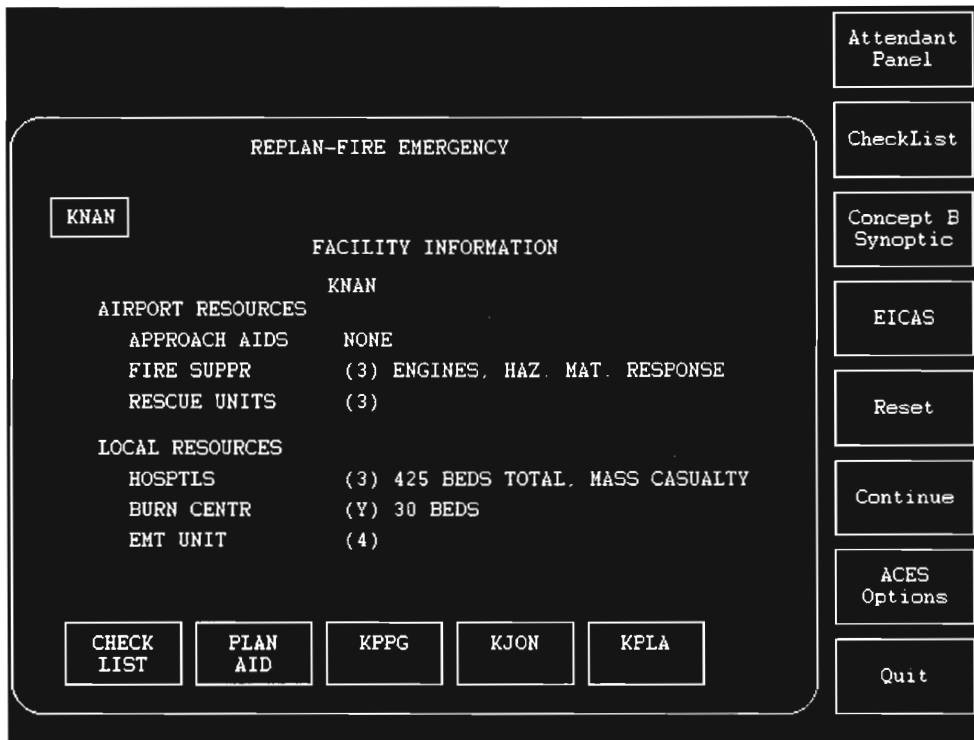 REPLAN-FIRE EMERGENCY
KNAN
FACILITY INFORMATION
KNAN
AIRPORT RESOURCES
APPROACH AIDS NONE
FIRE SUPPR (3) ENGINES, HAZ. MAT. RESPONSE
RESCUE UNITS (3)
LOCAL RESOURCES
HOSPTLS (3) 425 BEDS TOTAL, MASS CASUALTY
BURN CENTR (Y) 30 BEDS
EMT UNIT (4)
CHECK
LIST
PLAN
AID
KPPG
KJON
KPLA
Attendant
Panel
CheckList
Concept B
Synoptic
EICAS
Reset
Continue
ACES
Options
Quit